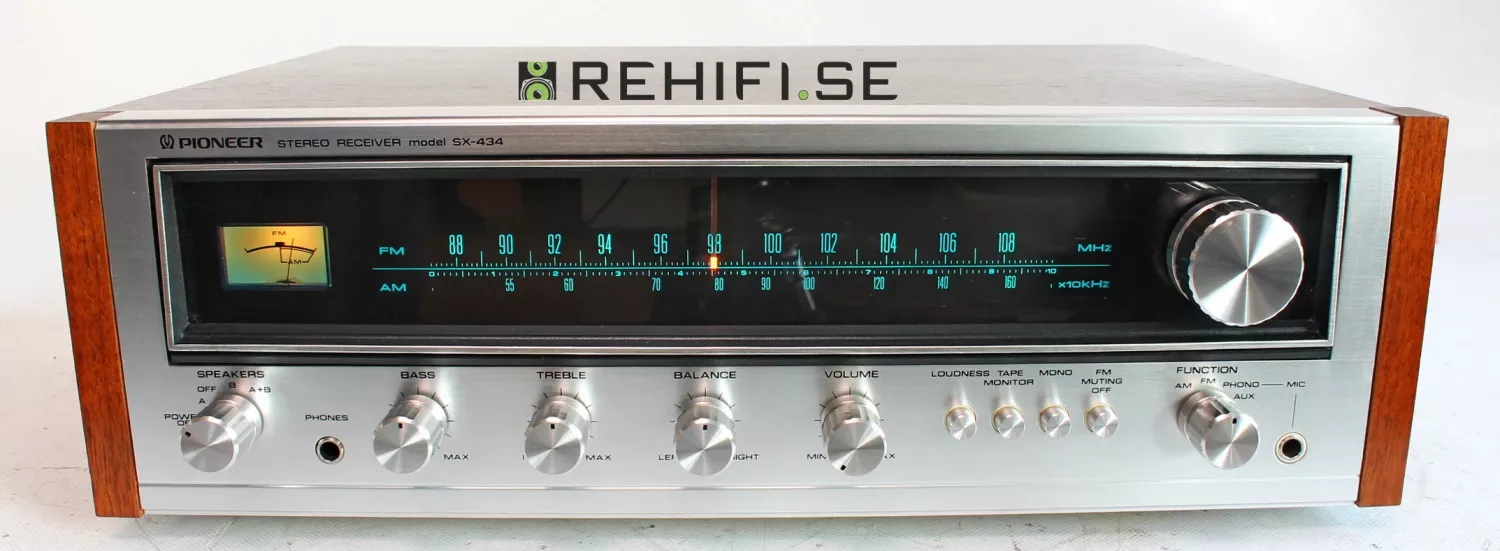 REHIFI.SE
PIONEER STEREO RECEIVER model SX-434
FM
AM
FM 88 90 92 94 96 98 100 102 104 106 108 MHz
0 1 2 3 4 5 6 7 8 9 10
AM 55 60 70 80 90 100 120 140 160 x10kHz
SPEAKERS
OFF B A+B
A
POWER
PHONES
BASS
MAX
TREBLE
MAX
BALANCE
VOLUME
MIN
LOUDNESS
TAPE
MONITOR
MONO
FM
MUTING
OFF
FUNCTION
AM FM PHONO MIC
AUX